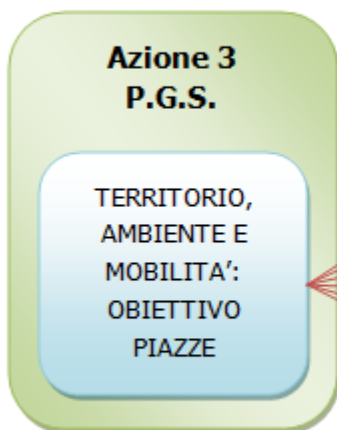 Azione 3
P.G.S.
TERRITORIO,
AMBIENTE E
MOBILITA’:
OBIETTIVO
PIAZZE